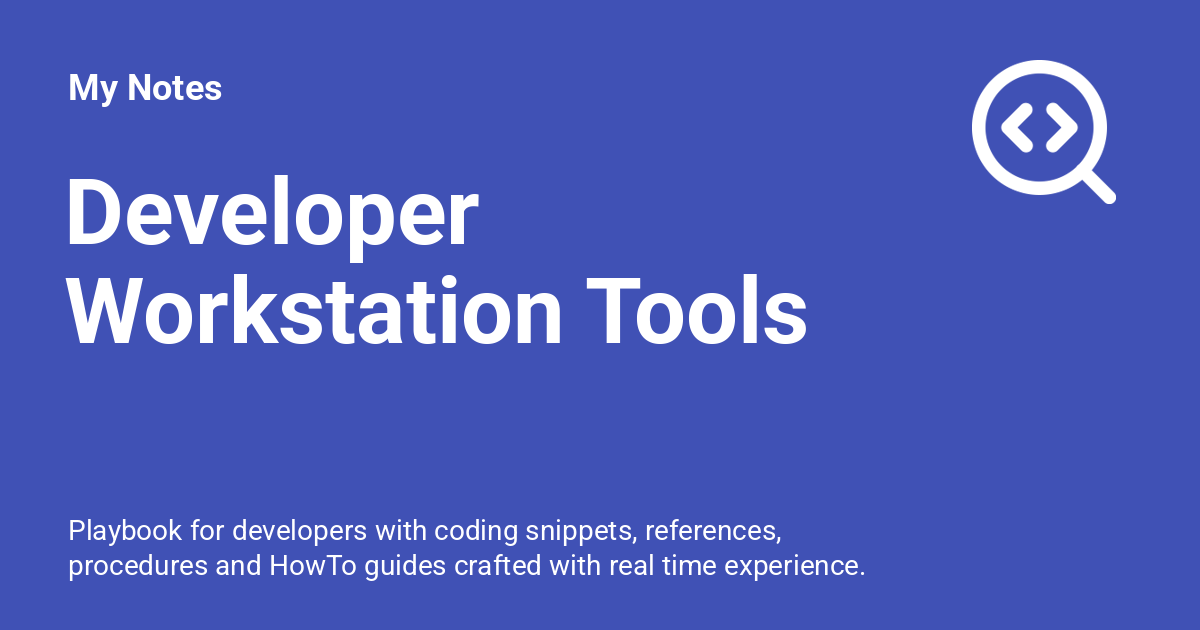 My Notes
Developer
Workstation Tools
Playbook for developers with coding snippets, references,
procedures and HowTo guides crafted with real time experience.